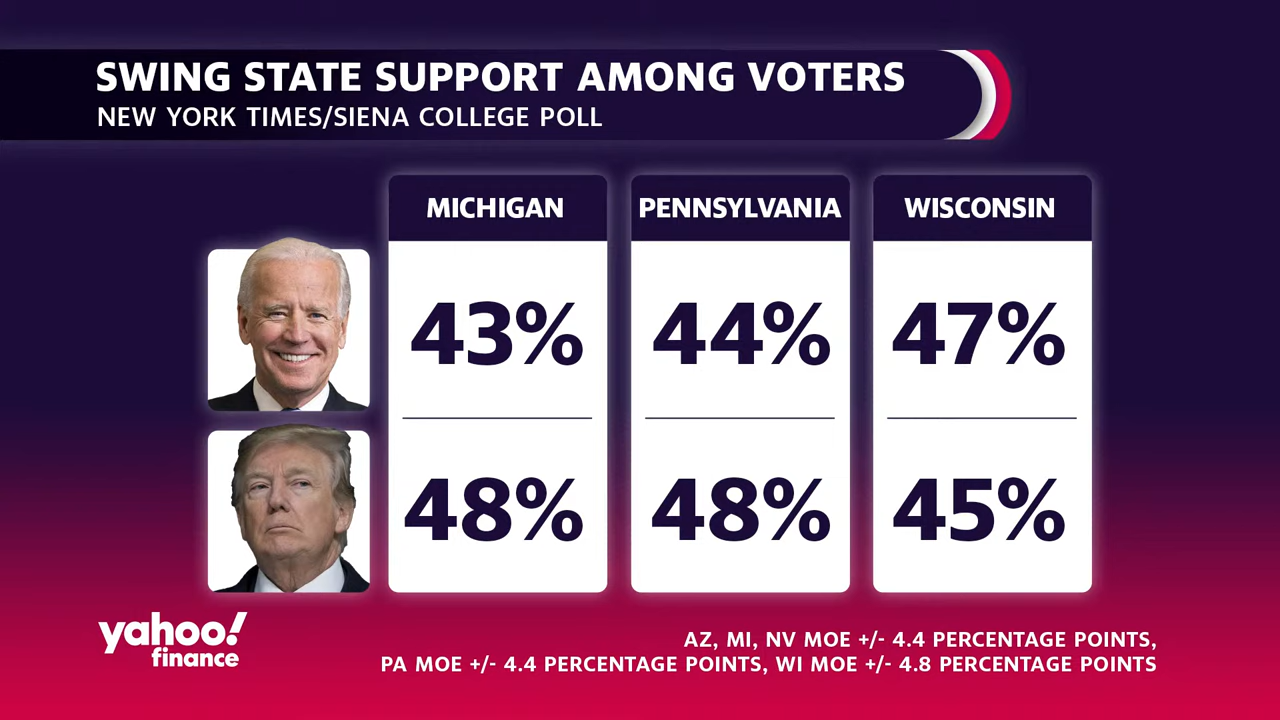 SWING STATE SUPPORT AMONG VOTERS
NEW YORK TIMES/SIENA COLLEGE POLL
MICHIGAN PENNSYLVANIA WISCONSIN
43% 44% 47%
48% 48% 45%
yahoo!
finance
AZ, MI, NV MOE +/- 4.4 PERCENTAGE POINTS,
PA MOE +/- 4.4 PERCENTAGE POINTS, WI MOE +/- 4.8 PERCENTAGE POINTS